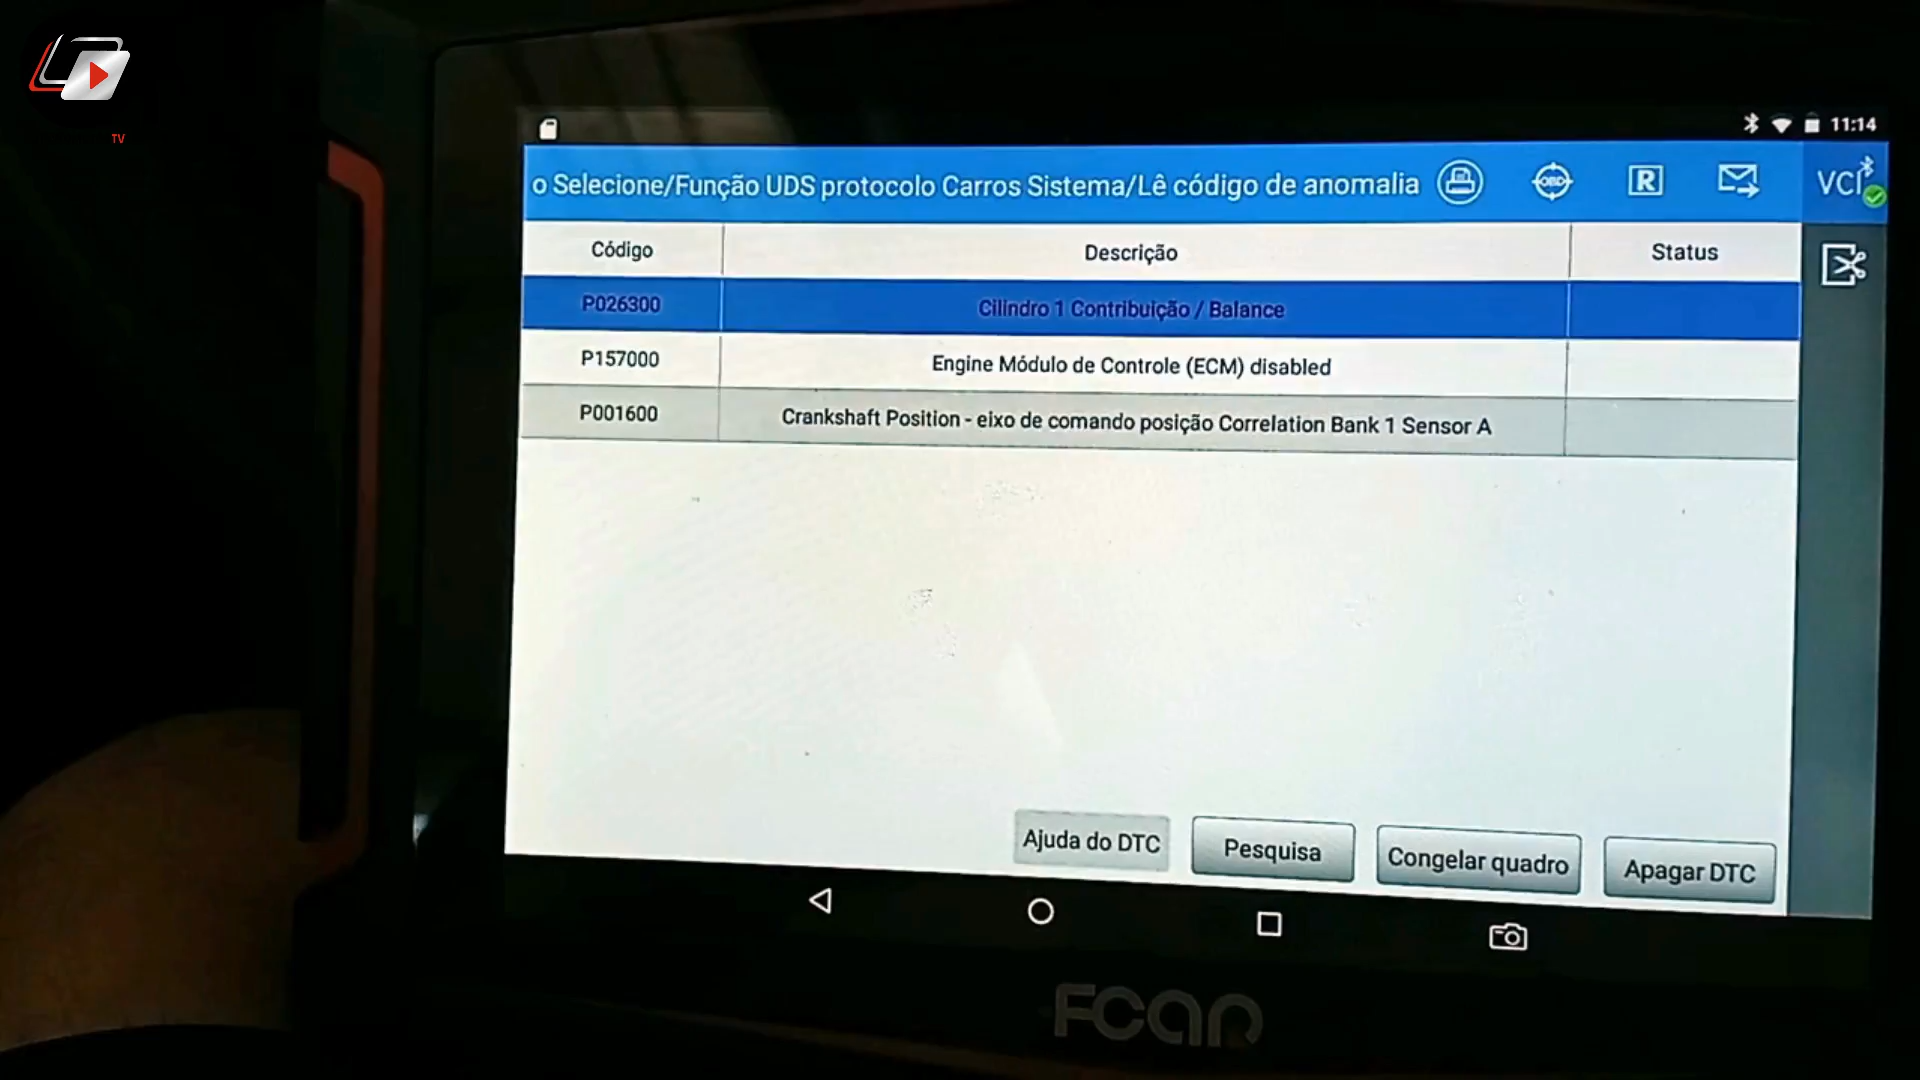 TV
11:14
o Selecione/Função UDS protocolo Carros Sistema/Lê código de anomalia
OBD
R
VCI
Código Descrição Status
P026300 Cilindro 1 Contribuição / Balance
P157000 Engine Módulo de Controle (ECM) disabled
P001600 Crankshaft Position - eixo de comando posição Correlation Bank 1 Sensor A
Ajuda do DTC Pesquisa Congelar quadro Apagar DTC
FCAR